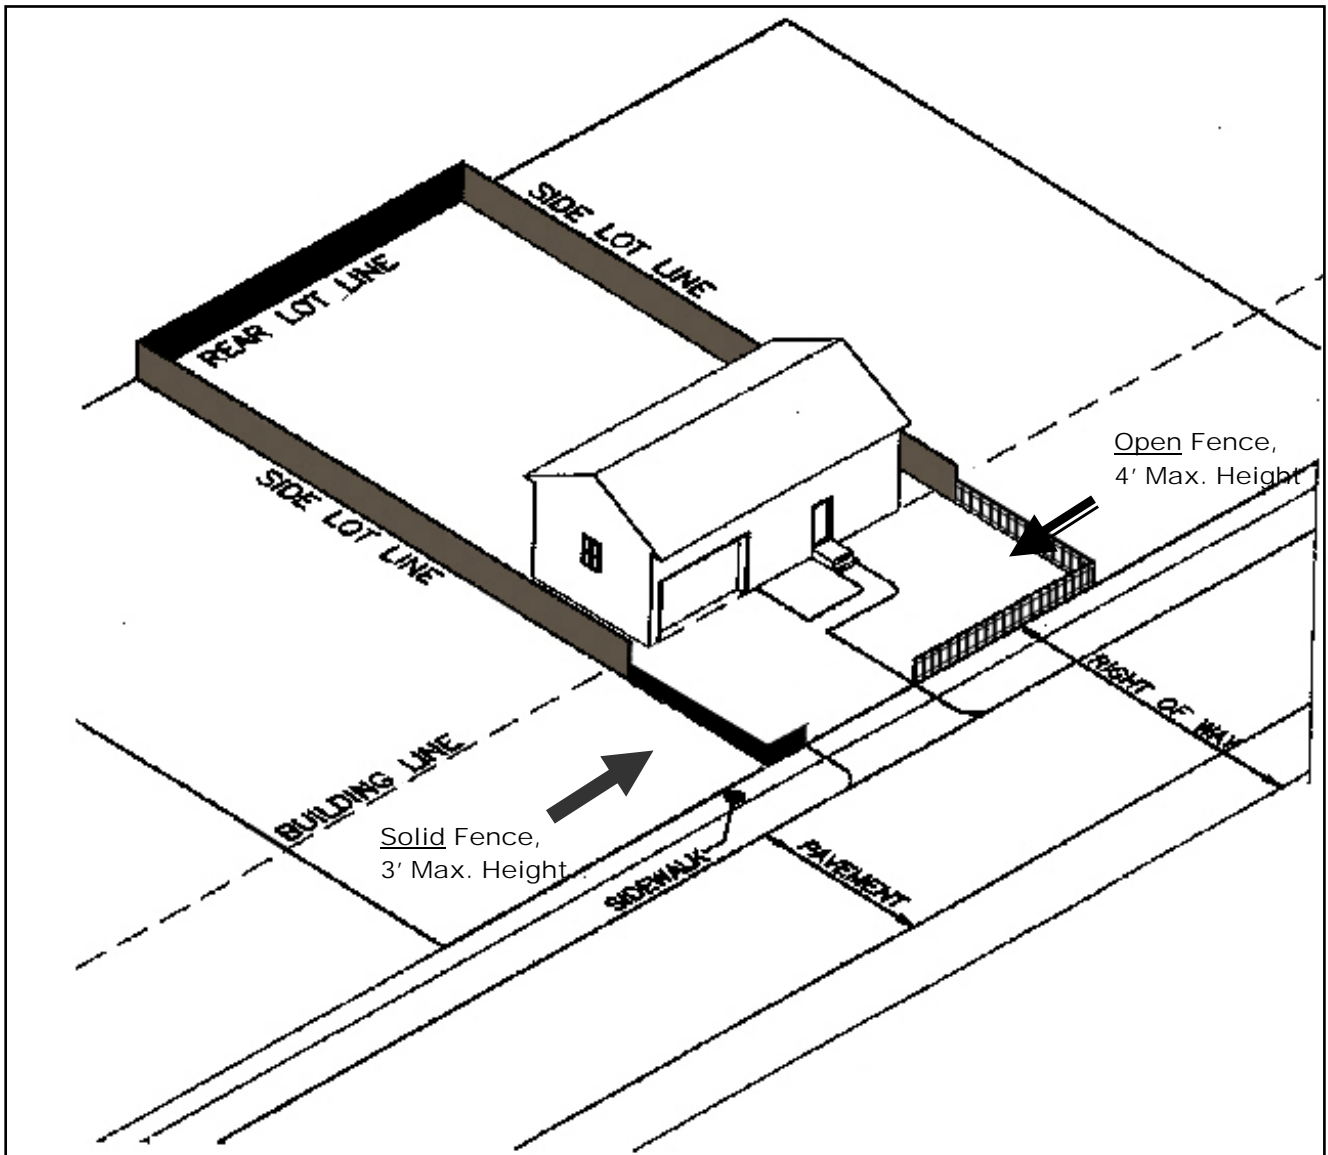 SIDE LOT LINE
REAR LOT LINE
Open Fence,
4' Max. Height
SIDE LOT LINE
RIGHT OF WAY
BUILDING LINE
Solid Fence,
3' Max. Height
SIDEWALK
PAVEMENT